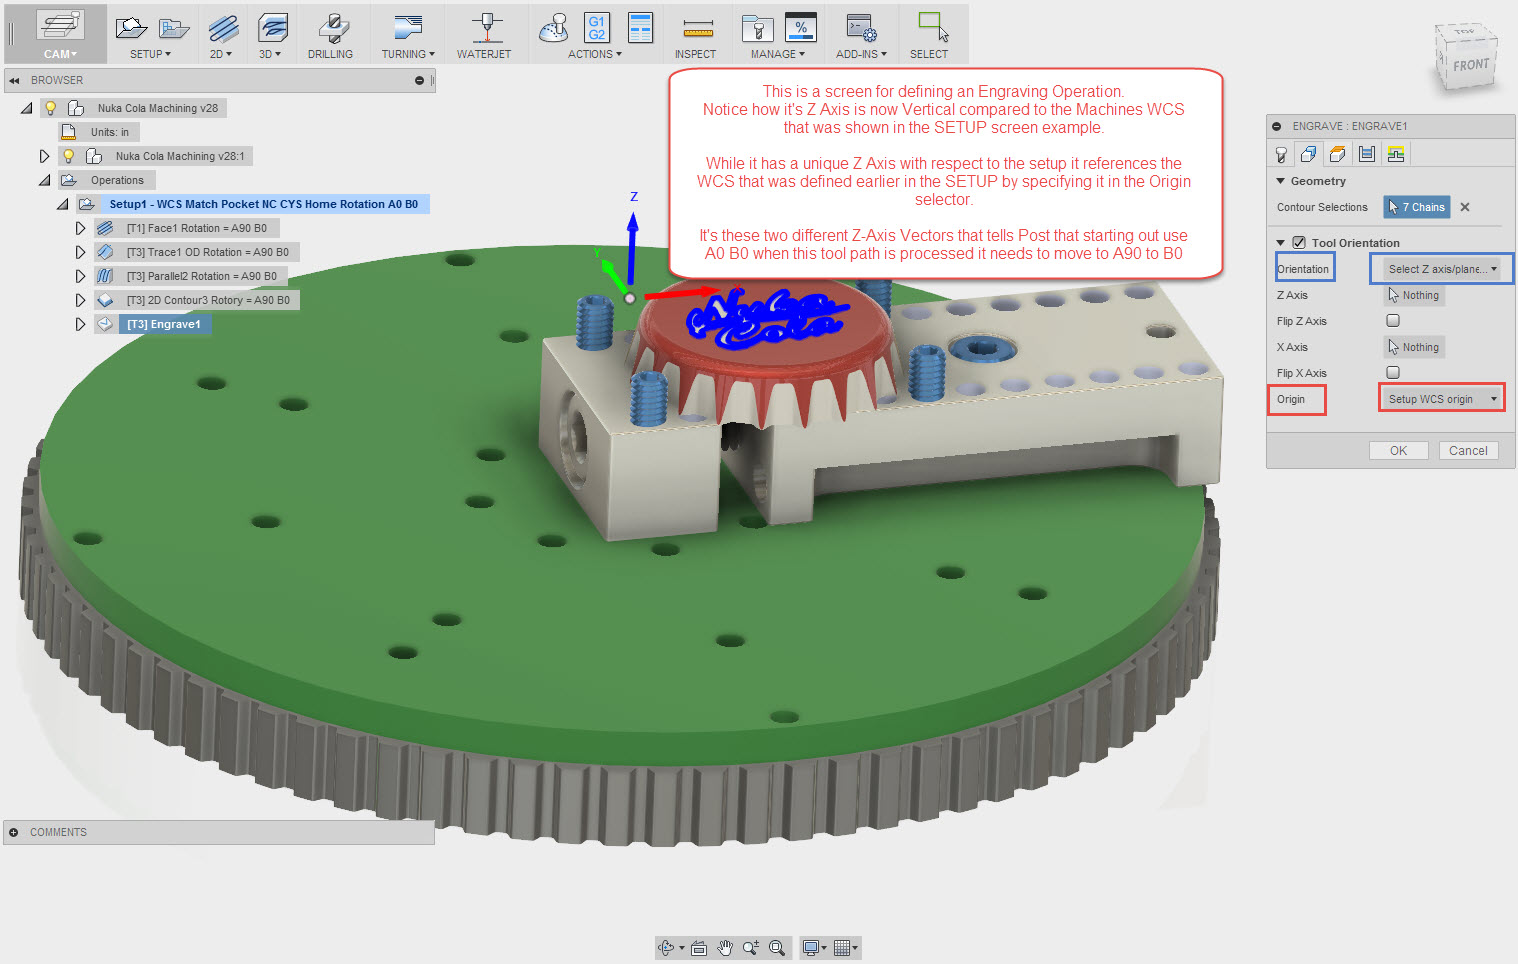 CAM▾
SETUP ▾
2D ▾
3D ▾
DRILLING
TURNING ▾
WATERJET
G1
G2
ACTIONS ▾
INSPECT
%
MANAGE ▾
ADD-INS ▾
SELECT
TOP
FRONT
BROWSER
Nuka Cola Machining v28
Units: in
Nuka Cola Machining v28:1
Operations
Setup1 - WCS Match Pocket NC CYS Home Rotation A0 B0
[T1] Face1 Rotation = A90 B0
[T3] Trace1 OD Rotation = A90 B0
[T3] Parallel2 Rotation = A90 B0
[T3] 2D Contour3 Rotory = A90 B0
[T3] Engrave1
This is a screen for defining an Engraving Operation.
Notice how it's Z Axis is now Vertical compared to the Machines WCS
that was shown in the SETUP screen example.
While it has a unique Z Axis with respect to the setup it references the
WCS that was defined earlier in the SETUP by specifying it in the Origin
selector.
It's these two different Z-Axis Vectors that tells Post that starting out use
A0 B0 when this tool path is processed it needs to move to A90 to B0
Z
Y
X
Nuka
Cola
ENGRAVE : ENGRAVE1
Geometry
Contour Selections 7 Chains
Tool Orientation
Orientation Select Z axis/plane... ▾
Z Axis Nothing
Flip Z Axis
X Axis Nothing
Flip X Axis
Origin Setup WCS origin ▾
OK Cancel
COMMENTS